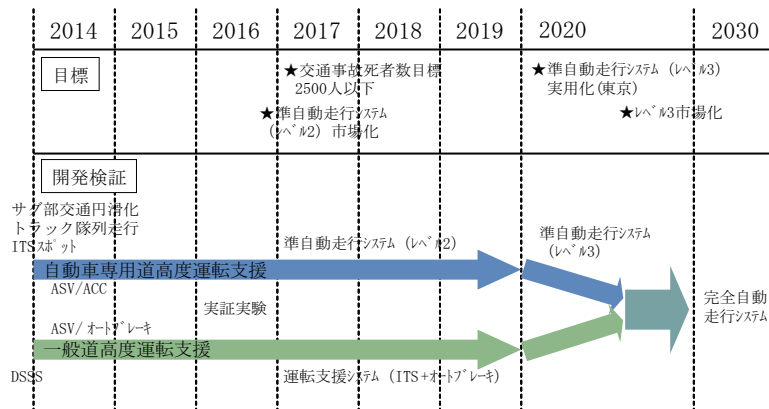 2014 2015 2016 2017 2018 2019 2020 2030
目標
★交通事故死者数目標
2500人以下
★準自動走行システム
(レベル2) 市場化
★準自動走行システム (レベル3)
実用化(東京)
★レベル3市場化
開発検証
サグ部交通円滑化
トラック隊列走行
ITSスポット
準自動走行システム (レベル2)
準自動走行システム
(レベル3)
自動車専用道高度運転支援
ASV/ACC
実証実験
完全自動
走行システム
ASV/オートブレーキ
一般道高度運転支援
DSSS
運転支援システム (ITS+オートブレーキ)